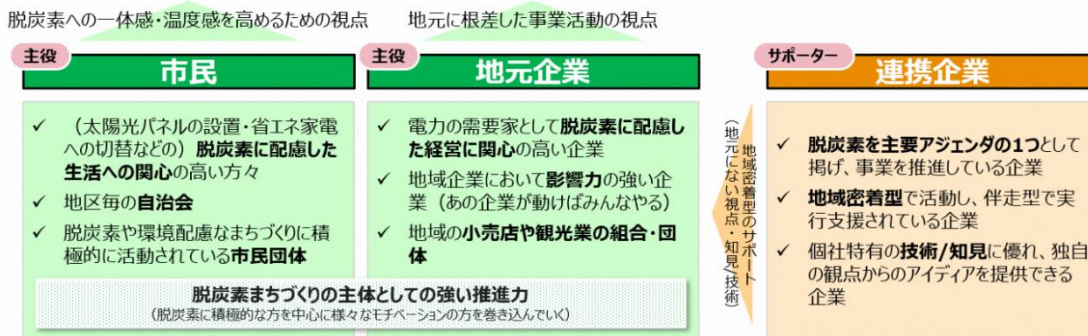 脱炭素への一体感・温度感を高めるための視点
地元に根差した事業活動の視点
主役
市民
✓ （太陽光パネルの設置・省エネ家電
への切替などの）脱炭素に配慮した
生活への関心の高い方々
✓ 地区毎の自治会
✓ 脱炭素や環境配慮なまちづくりに積
極的に活動されている市民団体
主役
地元企業
✓ 電力の需要家として脱炭素に配慮し
た経営に関心の高い企業
✓ 地域企業において影響力の強い企
業（あの企業が動けばみんなやる）
✓ 地域の小売店や観光業の組合・団
体
脱炭素まちづくりの主体としての強い推進力
（脱炭素に積極的な方を中心に様々なモチベーションの方を巻き込んでいく）
地域密着型のサポート
（地元にない視点・知見/技術）
サポーター
連携企業
✓ 脱炭素を主要アジェンダの1つとして
掲げ、事業を推進している企業
✓ 地域密着型で活動し、伴走型で実
行支援されている企業
✓ 個社特有の技術/知見に優れ、独自
の観点からのアイディアを提供できる
企業